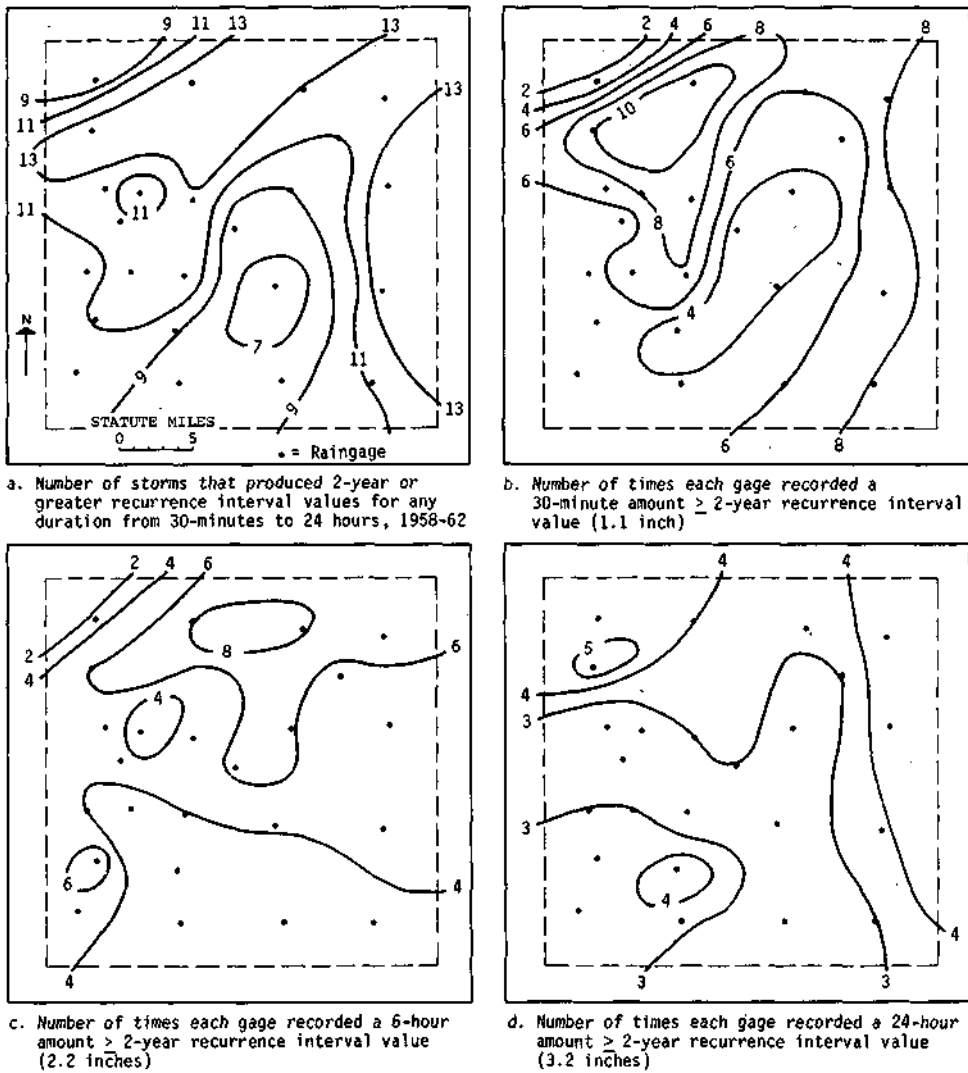 9 11 13 13
13
9
11
13
11
11
7
N
9
9
11
13
STATUTE MILES
0 5
• = Raingage
a. Number of storms that produced 2-year or
greater recurrence interval values for any
duration from 30-minutes to 24 hours, 1958-62
2 4 6 8 8
2
4
6
10
6
6
8
4
6
8
b. Number of times each gage recorded a
30-minute amount ≥ 2-year recurrence interval
value (1.1 inch)
2 4 6
2
4
8
6
4
6
4
4
c. Number of times each gage recorded a 6-hour
amount ≥ 2-year recurrence interval value
(2.2 inches)
4 4
5
4
3
3
4
4
3 3
d. Number of times each gage recorded a 24-hour
amount ≥ 2-year recurrence interval value
(3.2 inches)